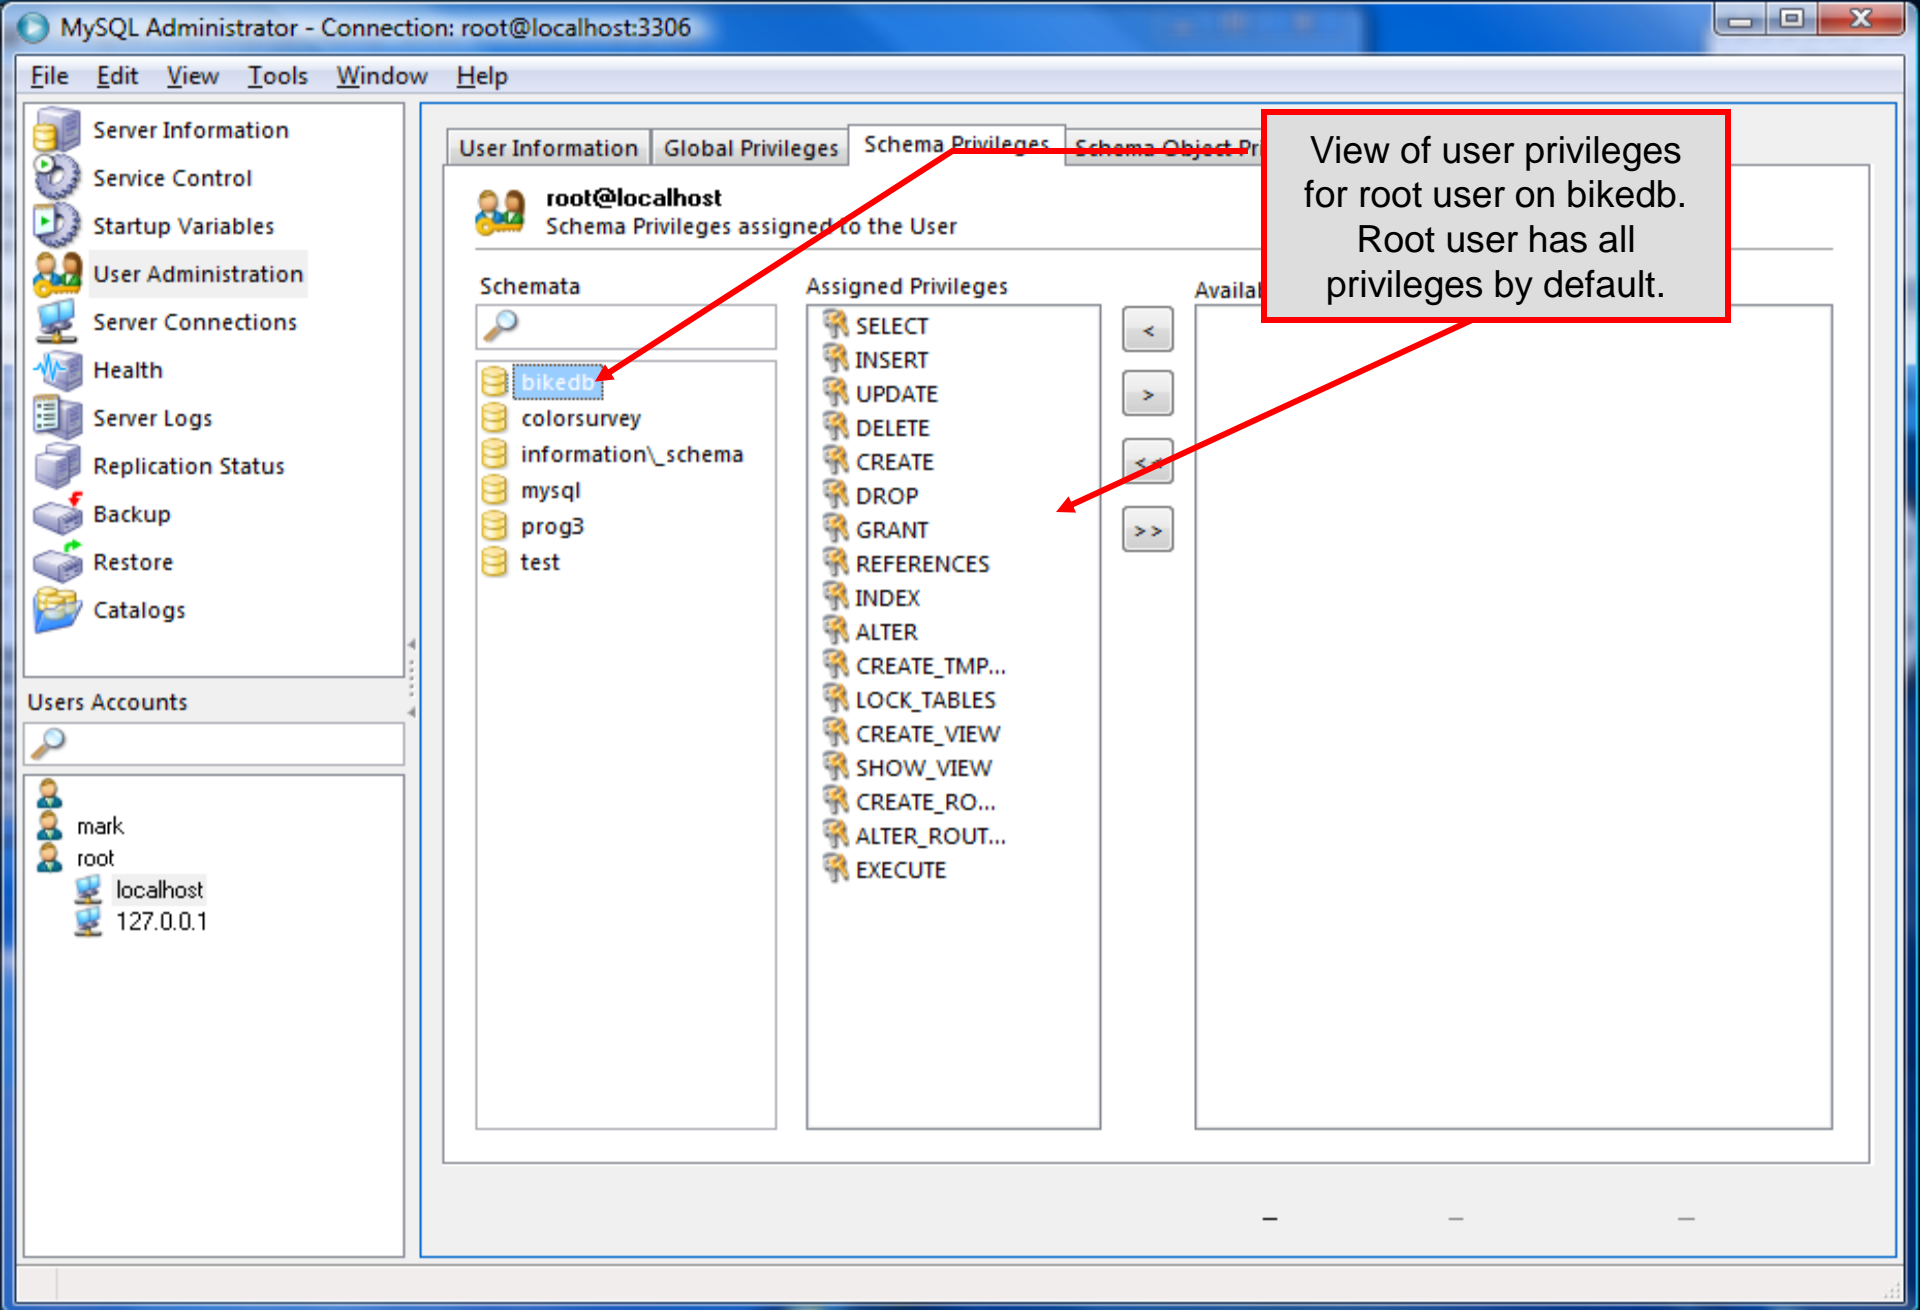 MySQL Administrator - Connection: root@localhost:3306
File Edit View Tools Window Help
Server Information
Service Control
Startup Variables
User Administration
Server Connections
Health
Server Logs
Replication Status
Backup
Restore
Catalogs
Users Accounts
mark
root
localhost
127.0.0.1
User Information Global Privileges Schema Privileges Schema Object Pr
root@localhost
Schema Privileges assigned to the User
Schemata
bikedb
colorsurvey
information\_schema
mysql
prog3
test
Assigned Privileges
SELECT
INSERT
UPDATE
DELETE
CREATE
DROP
GRANT
REFERENCES
INDEX
ALTER
CREATE_TMP...
LOCK_TABLES
CREATE_VIEW
SHOW_VIEW
CREATE_RO...
ALTER_ROUT...
EXECUTE
<
>
<<
>>
Availa
View of user privileges
for root user on bikedb.
Root user has all
privileges by default.